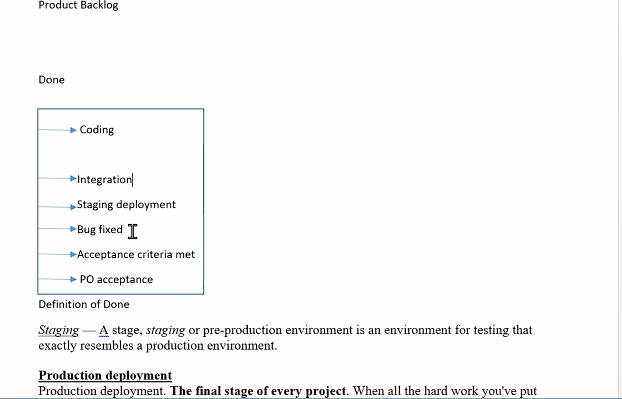 Product Backlog
Done
Coding
Integration
Staging deployment
Bug fixed
Acceptance criteria met
PO acceptance
Definition of Done
Staging — A stage, staging or pre-production environment is an environment for testing that
exactly resembles a production environment.
Production deployment
Production deployment. The final stage of every project. When all the hard work you've put